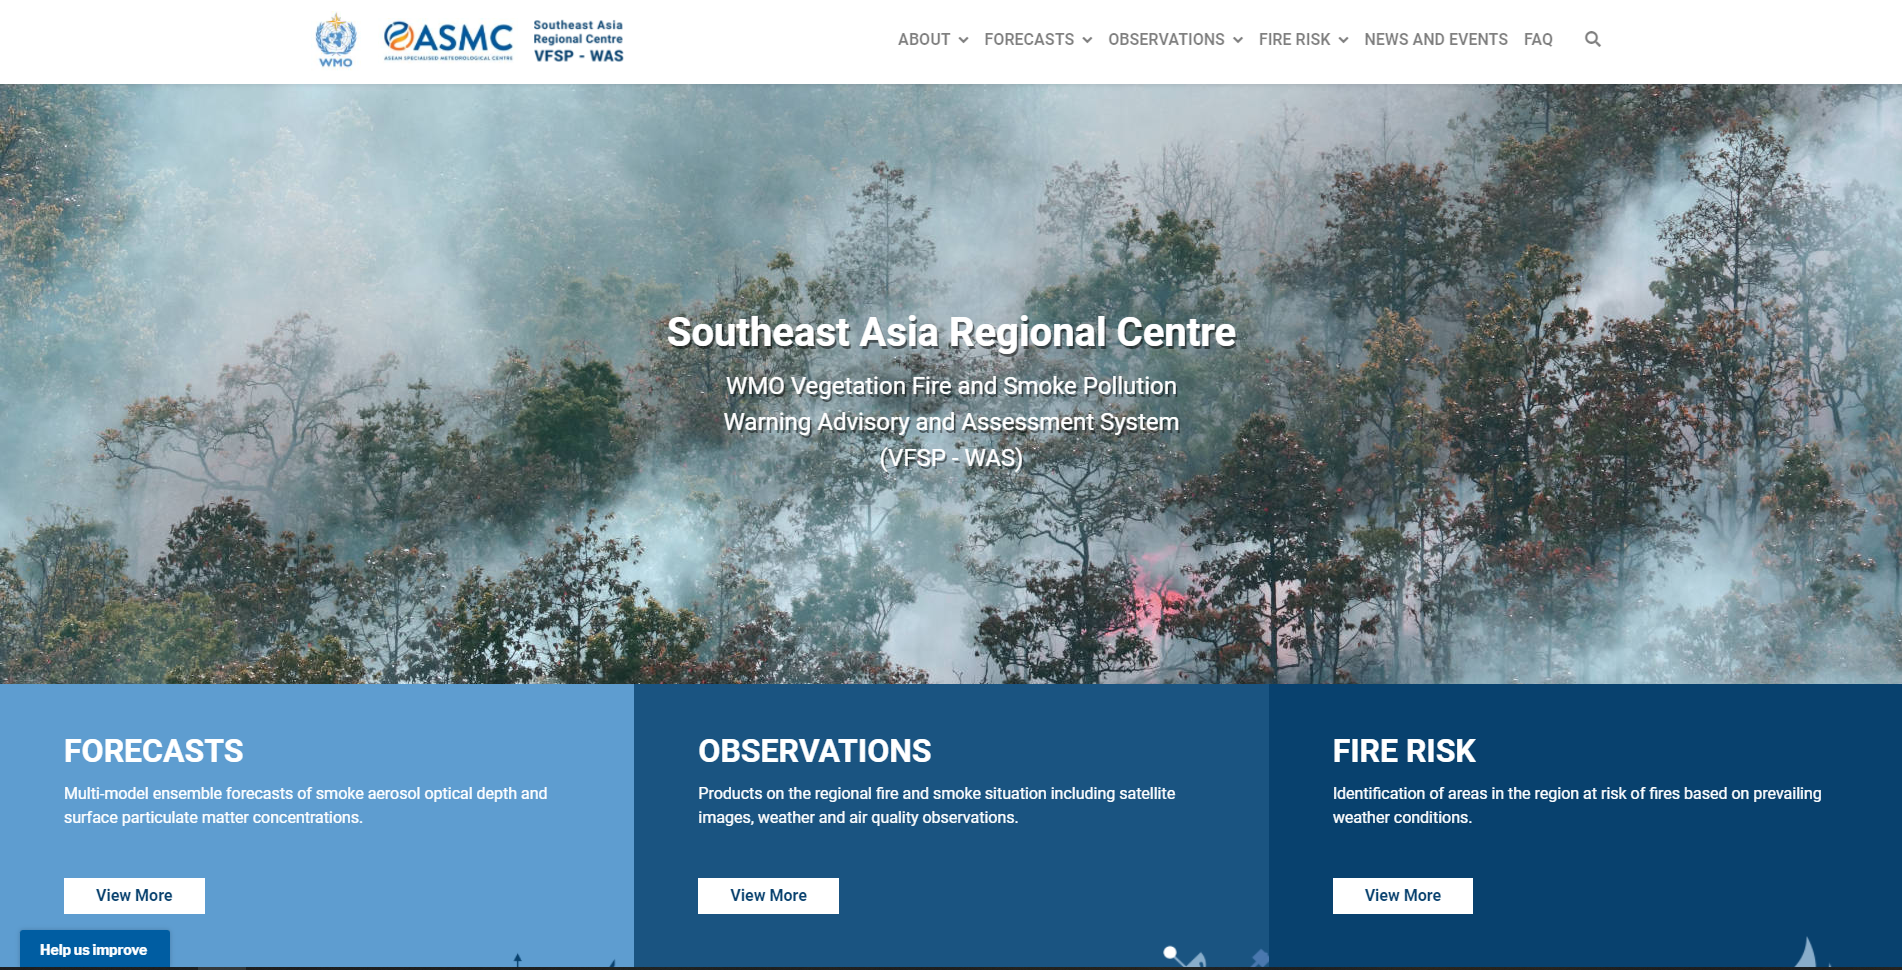 WMO
ASMC
ASEAN SPECIALISED METEOROLOGICAL CENTRE
Southeast Asia
Regional Centre
VFSP - WAS
ABOUT
FORECASTS
OBSERVATIONS
FIRE RISK
NEWS AND EVENTS
FAQ
Southeast Asia Regional Centre
WMO Vegetation Fire and Smoke Pollution
Warning Advisory and Assessment System
(VFSP - WAS)
FORECASTS
Multi-model ensemble forecasts of smoke aerosol optical depth and
surface particulate matter concentrations.
View More
OBSERVATIONS
Products on the regional fire and smoke situation including satellite
images, weather and air quality observations.
View More
FIRE RISK
Identification of areas in the region at risk of fires based on prevailing
weather conditions.
View More
Help us improve